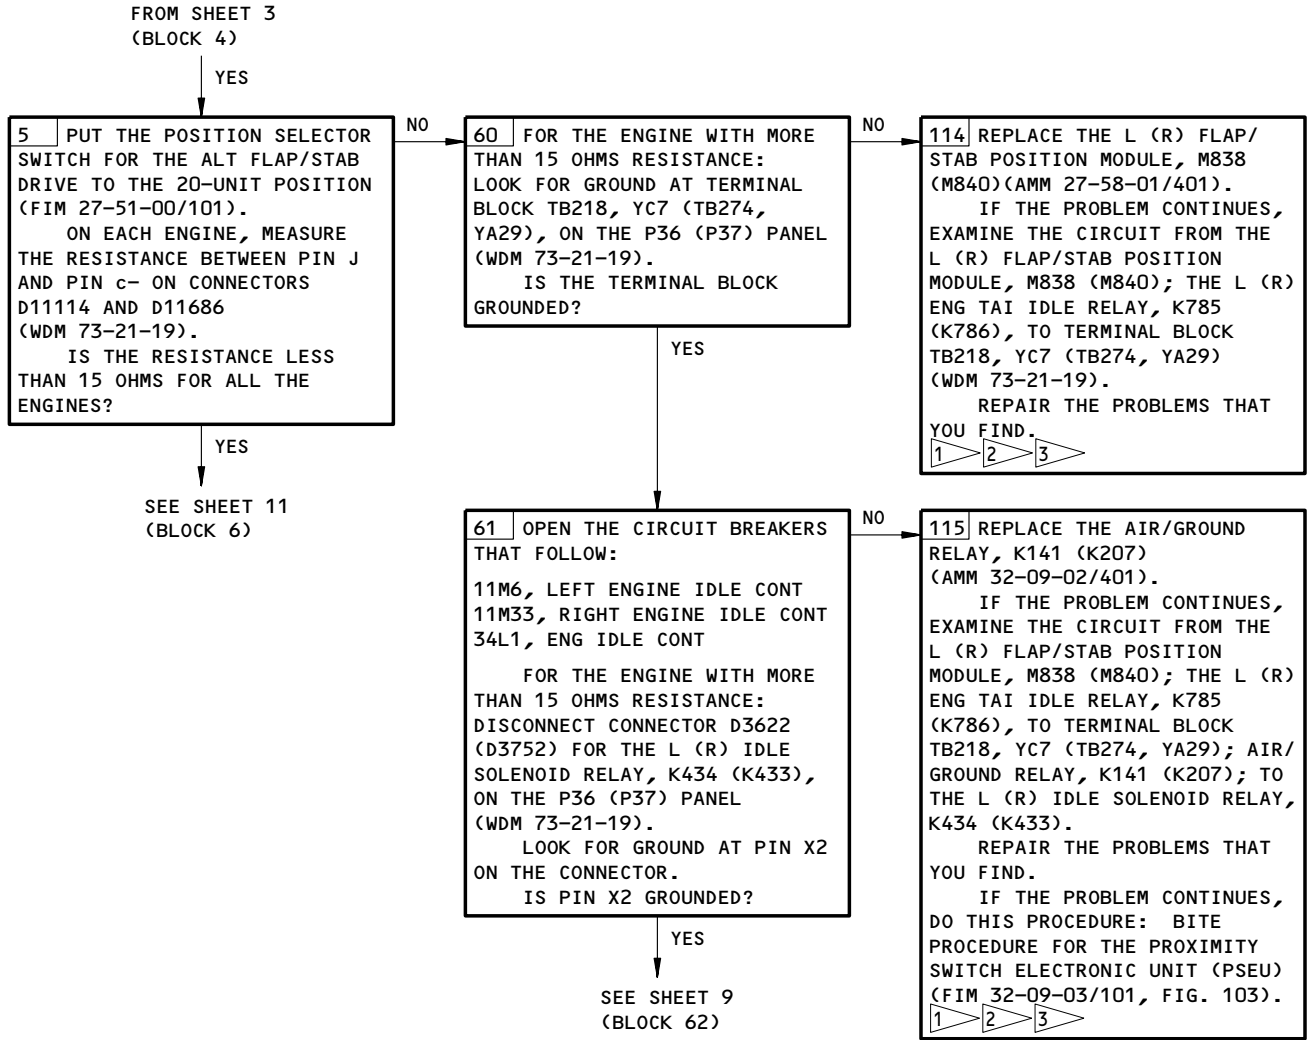 FROM SHEET 3
(BLOCK 4)
YES
5 PUT THE POSITION SELECTOR
SWITCH FOR THE ALT FLAP/STAB
DRIVE TO THE 20-UNIT POSITION
(FIM 27-51-00/101).
ON EACH ENGINE, MEASURE
THE RESISTANCE BETWEEN PIN J
AND PIN c- ON CONNECTORS
D11114 AND D11686
(WDM 73-21-19).
IS THE RESISTANCE LESS
THAN 15 OHMS FOR ALL THE
ENGINES?
YES
SEE SHEET 11
(BLOCK 6)
NO
60 FOR THE ENGINE WITH MORE
THAN 15 OHMS RESISTANCE:
LOOK FOR GROUND AT TERMINAL
BLOCK TB218, YC7 (TB274,
YA29), ON THE P36 (P37) PANEL
(WDM 73-21-19).
IS THE TERMINAL BLOCK
GROUNDED?
NO
114 REPLACE THE L (R) FLAP/
STAB POSITION MODULE, M838
(M840)(AMM 27-58-01/401).
IF THE PROBLEM CONTINUES,
EXAMINE THE CIRCUIT FROM THE
L (R) FLAP/STAB POSITION
MODULE, M838 (M840); THE L (R)
ENG TAI IDLE RELAY, K785
(K786), TO TERMINAL BLOCK
TB218, YC7 (TB274, YA29)
(WDM 73-21-19).
REPAIR THE PROBLEMS THAT
YOU FIND.
1 2 3
YES
61 OPEN THE CIRCUIT BREAKERS
THAT FOLLOW:
11M6, LEFT ENGINE IDLE CONT
11M33, RIGHT ENGINE IDLE CONT
34L1, ENG IDLE CONT
FOR THE ENGINE WITH MORE
THAN 15 OHMS RESISTANCE:
DISCONNECT CONNECTOR D3622
(D3752) FOR THE L (R) IDLE
SOLENOID RELAY, K434 (K433),
ON THE P36 (P37) PANEL
(WDM 73-21-19).
LOOK FOR GROUND AT PIN X2
ON THE CONNECTOR.
IS PIN X2 GROUNDED?
YES
SEE SHEET 9
(BLOCK 62)
NO
115 REPLACE THE AIR/GROUND
RELAY, K141 (K207)
(AMM 32-09-02/401).
IF THE PROBLEM CONTINUES,
EXAMINE THE CIRCUIT FROM THE
L (R) FLAP/STAB POSITION
MODULE, M838 (M840); THE L (R)
ENG TAI IDLE RELAY, K785
(K786), TO TERMINAL BLOCK
TB218, YC7 (TB274, YA29); AIR/
GROUND RELAY, K141 (K207); TO
THE L (R) IDLE SOLENOID RELAY,
K434 (K433).
REPAIR THE PROBLEMS THAT
YOU FIND.
IF THE PROBLEM CONTINUES,
DO THIS PROCEDURE: BITE
PROCEDURE FOR THE PROXIMITY
SWITCH ELECTRONIC UNIT (PSEU)
(FIM 32-09-03/101, FIG. 103).
1 2 3